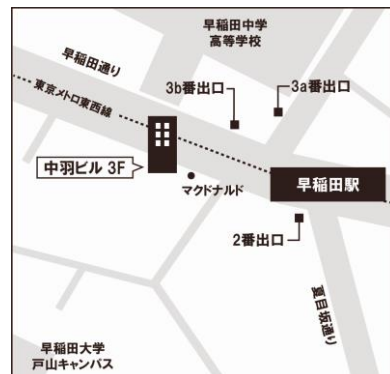 早稲田中学
高等学校
早稲田通り
3b番出口
3a番出口
東京メトロ東西線
中羽ビル 3F
マクドナルド
早稲田駅
2番出口
夏目坂通り
早稲田大学
戸山キャンパス